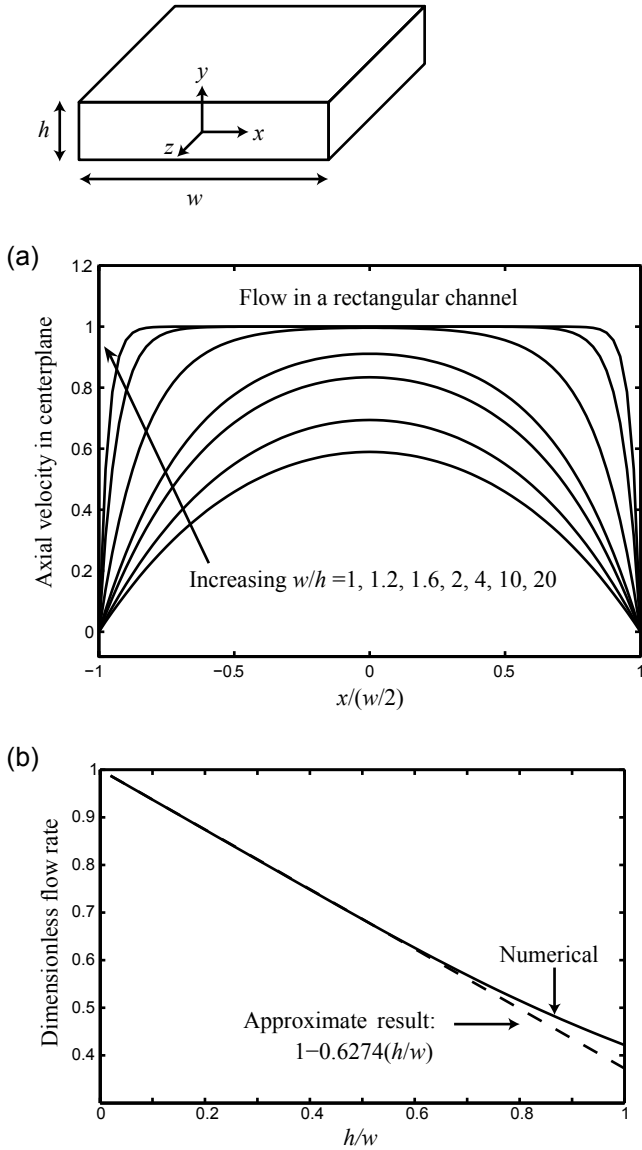 y
h
x
z
w
(a)
1.2
1
0.8
0.6
0.4
0.2
0
Axial velocity in centerplane
Flow in a rectangular channel
Increasing w/h =1, 1.2, 1.6, 2, 4, 10, 20
−1
−0.5
0
0.5
1
x/(w/2)
(b)
1
0.9
0.8
0.7
0.6
0.5
0.4
Dimensionless flow rate
Numerical
Approximate result:
1−0.6274(h/w)
0
0.2
0.4
0.6
0.8
1
h/w